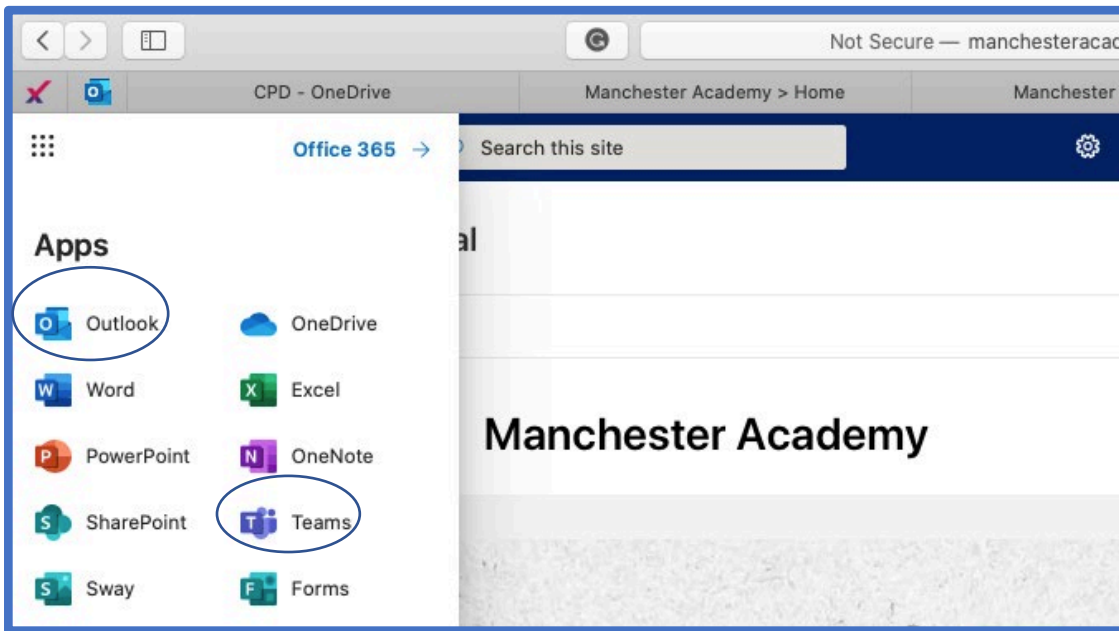 Not Secure — manchesteracad
CPD - OneDrive
Manchester Academy > Home
Manchester
Office 365 →
Search this site
al
Apps
Outlook
OneDrive
Word
Excel
Manchester Academy
PowerPoint
OneNote
SharePoint
Teams
Sway
Forms